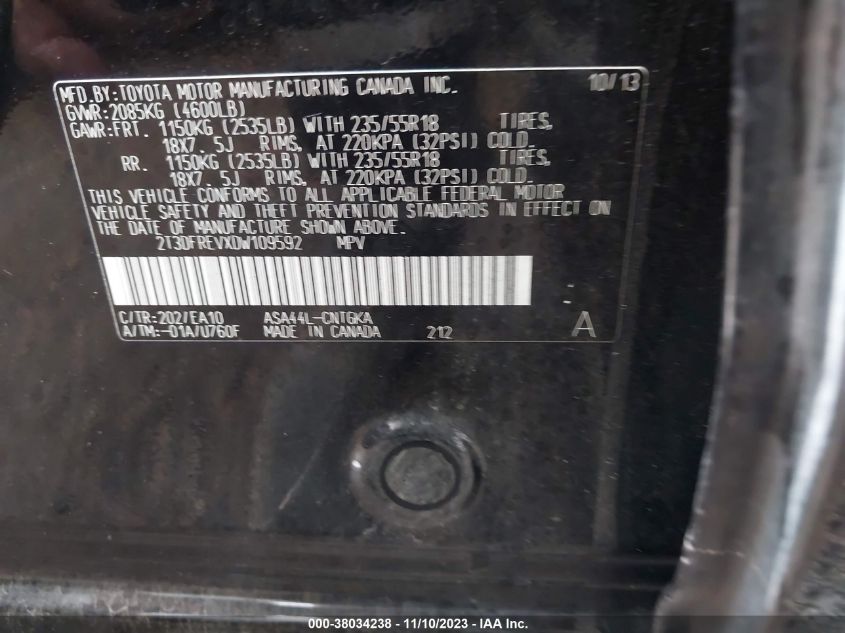 MFD.BY:TOYOTA MOTOR MANUFACTURING CANADA INC. 10/13
GVWR:2085KG (4600LB)
GAWR:FRT. 1150KG (2535LB) WITH 235/55R18 TIRES,
18X7.5J RIMS, AT 220KPA (32PSI) COLD.
RR. 1150KG (2535LB) WITH 235/55R18 TIRES,
18X7.5J RIMS, AT 220KPA (32PSI) COLD.
THIS VEHICLE CONFORMS TO ALL APPLICABLE FEDERAL MOTOR
VEHICLE SAFETY AND THEFT PREVENTION STANDARDS IN EFFECT ON
THE DATE OF MANUFACTURE SHOWN ABOVE.
2T3DFREVXDW109592 MPV
C/TR:202/EA10 ASA44L-CNTGKA
A/TM:-01A/U760F MADE IN CANADA 212 A
000-38034238 - 11/10/2023 - IAA Inc.